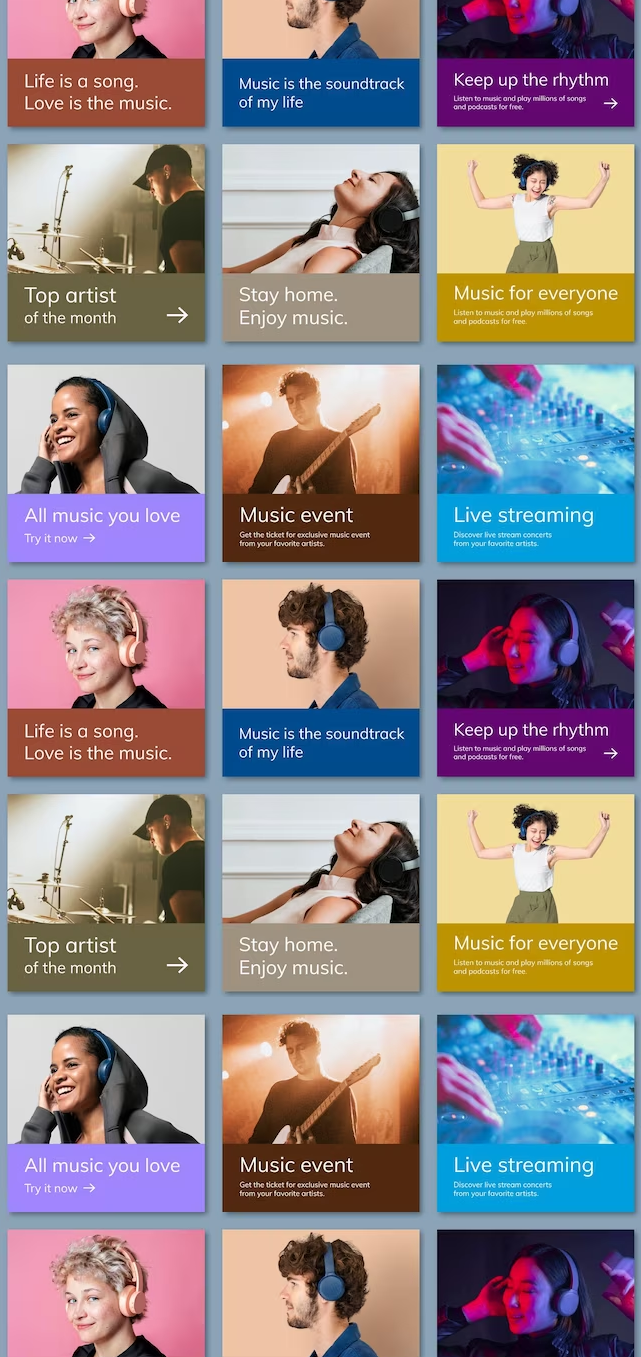 Life is a song.
Love is the music.
Music is the soundtrack
of my life
Keep up the rhythm
Listen to music and play millions of songs
and podcasts for free.
Top artist
of the month
Stay home.
Enjoy music.
Music for everyone
Listen to music and play millions of songs
and podcasts for free.
All music you love
Try it now
Music event
Get the ticket for exclusive music event
from your favorite artists.
Live streaming
Discover live stream concerts
from your favorite artists.
Life is a song.
Love is the music.
Music is the soundtrack
of my life
Keep up the rhythm
Listen to music and play millions of songs
and podcasts for free.
Top artist
of the month
Stay home.
Enjoy music.
Music for everyone
Listen to music and play millions of songs
and podcasts for free.
All music you love
Try it now
Music event
Get the ticket for exclusive music event
from your favorite artists.
Live streaming
Discover live stream concerts
from your favorite artists.